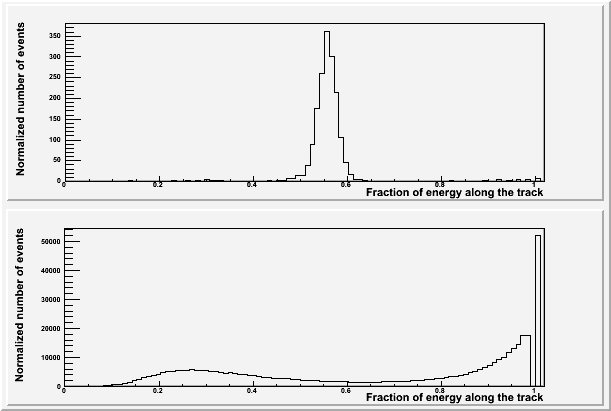 Normalized number of events
350
300
250
200
150
100
50
0
0 0.2 0.4 0.6 0.8 1
Fraction of energy along the track
Normalized number of events
50000
40000
30000
20000
10000
0
0 0.2 0.4 0.6 0.8 1
Fraction of energy along the track